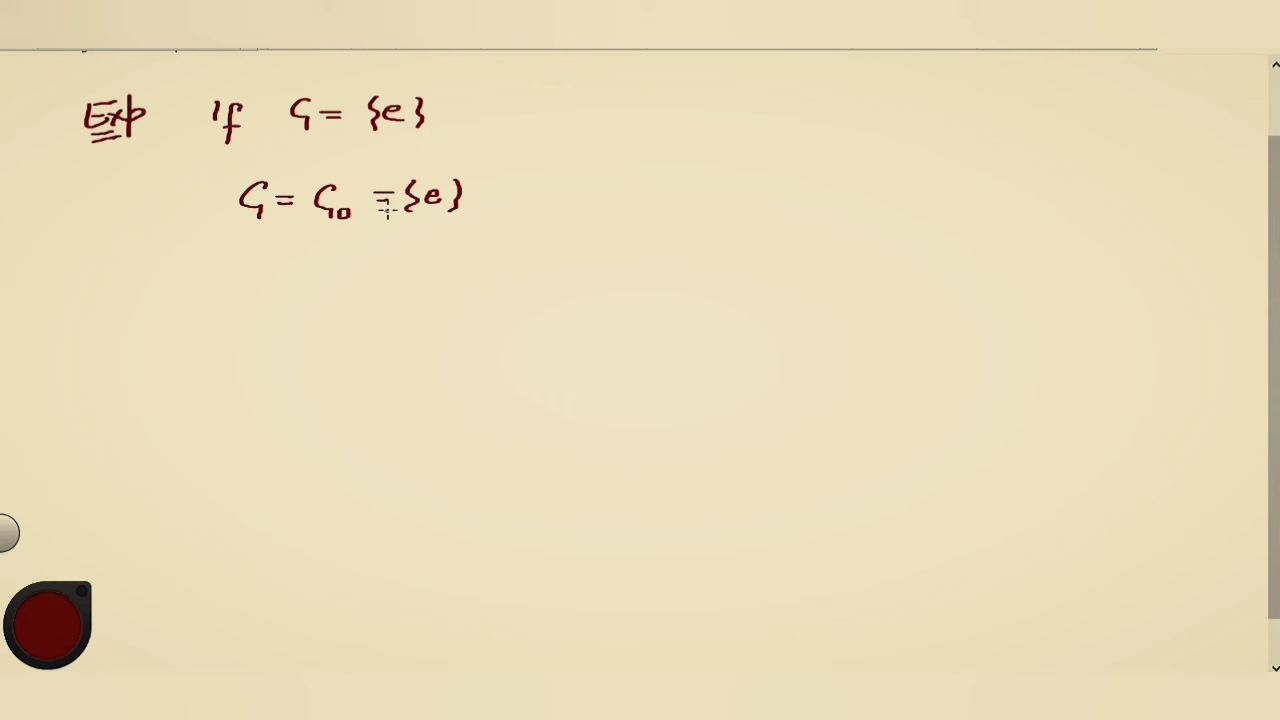 Exp If G = {e}
G = G₀ = {e}